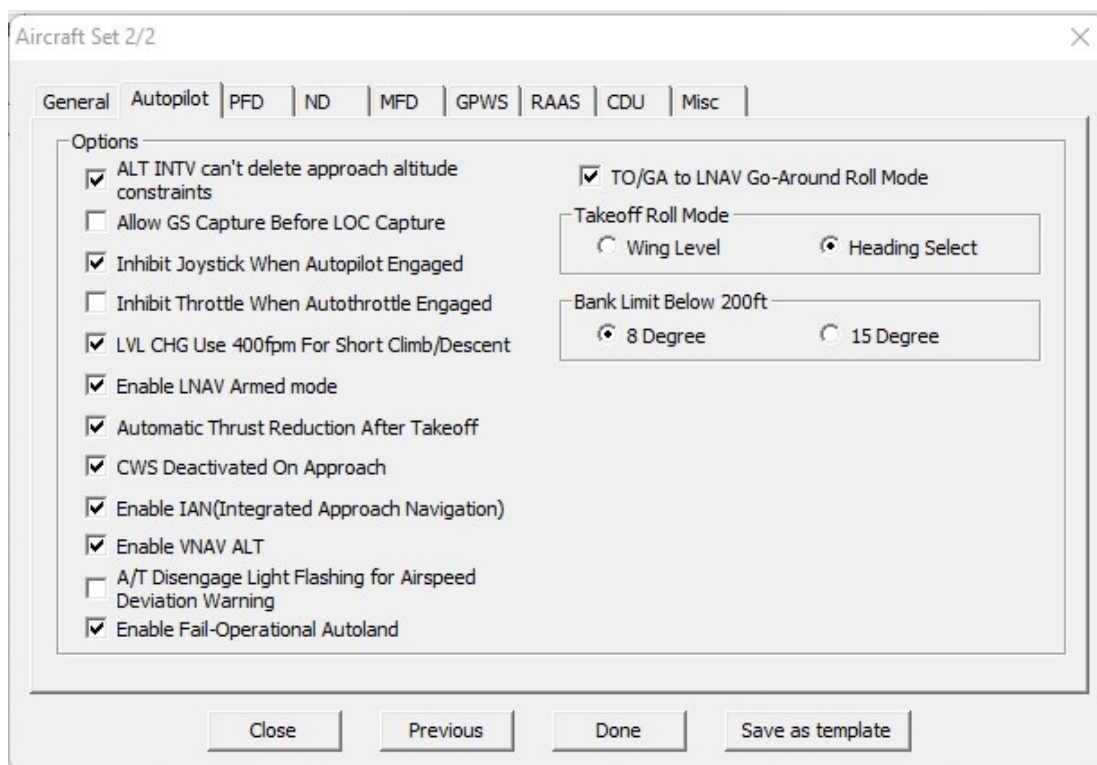 Aircraft Set 2/2
General Autopilot PFD ND MFD GPWS RAAS CDU Misc
Options
ALT INTV can't delete approach altitude
constraints
Allow GS Capture Before LOC Capture
Inhibit Joystick When Autopilot Engaged
Inhibit Throttle When Autothrottle Engaged
LVL CHG Use 400fpm For Short Climb/Descent
Enable LNAV Armed mode
Automatic Thrust Reduction After Takeoff
CWS Deactivated On Approach
Enable IAN(Integrated Approach Navigation)
Enable VNAV ALT
A/T Disengage Light Flashing for Airspeed
Deviation Warning
Enable Fail-Operational Autoland
TO/GA to LNAV Go-Around Roll Mode
Takeoff Roll Mode
Wing Level Heading Select
Bank Limit Below 200ft
8 Degree 15 Degree
Close Previous Done Save as template